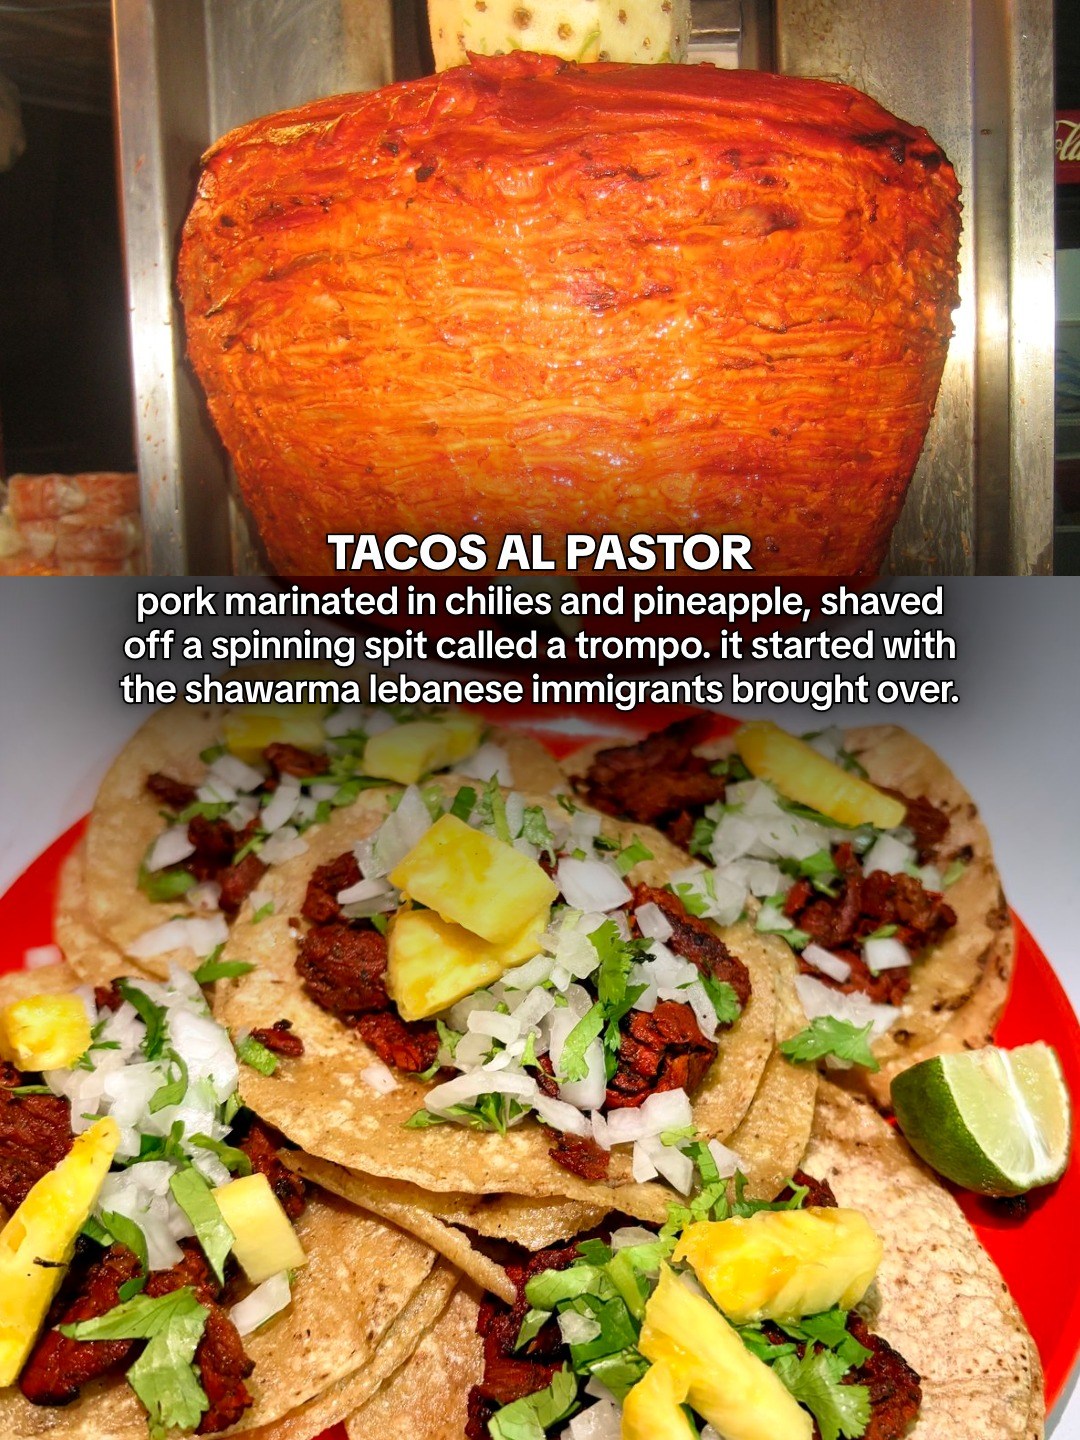 TACOS AL PASTOR
pork marinated in chilies and pineapple, shaved
off a spinning spit called a trompo. it started with
the shawarma lebanese immigrants brought over.